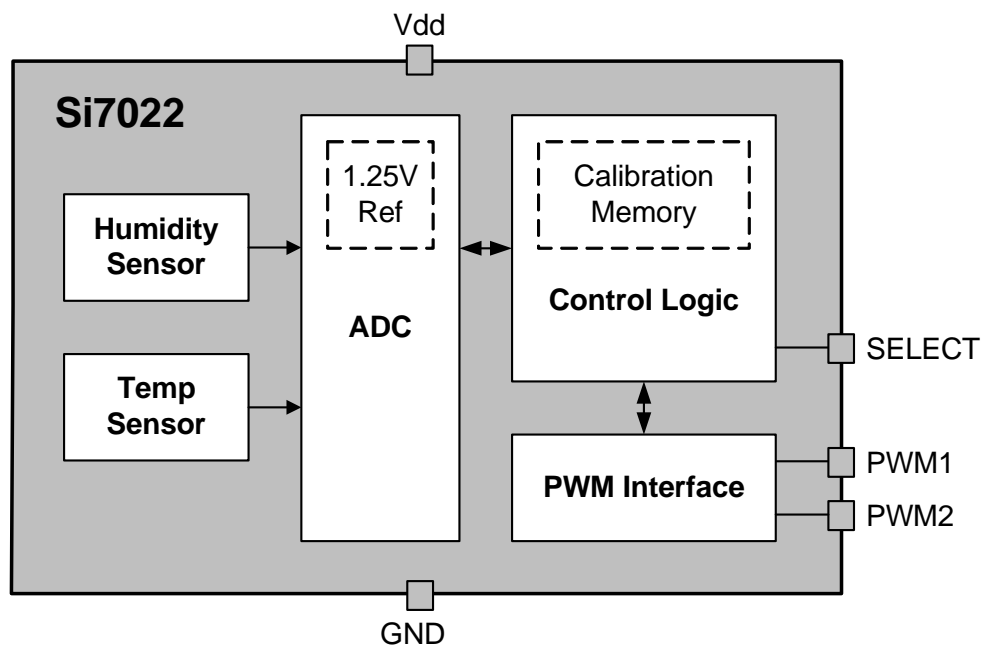 Vdd
Si7022
1.25V
Ref
Calibration
Memory
Humidity
Sensor
ADC
Control Logic
SELECT
Temp
Sensor
PWM Interface
PWM1
PWM2
GND